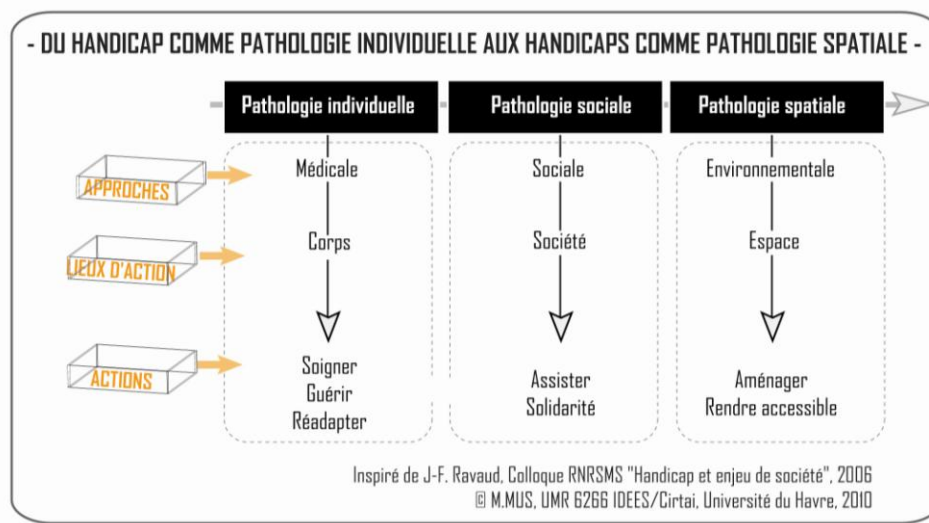 - DU HANDICAP COMME PATHOLOGIE INDIVIDUELLE AUX HANDICAPS COMME PATHOLOGIE SPATIALE -
Pathologie individuelle
Pathologie sociale
Pathologie spatiale
APPROCHES
Médicale
Sociale
Environnementale
LIEUX D'ACTION
Corps
Société
Espace
ACTIONS
Soigner
Guérir
Réadapter
Assister
Solidarité
Aménager
Rendre accessible
Inspiré de J-F. Ravaud, Colloque RNRSMS "Handicap et enjeu de société", 2006
© M.MUS, UMR 6266 IDEES/Cirtai, Université du Havre, 2010